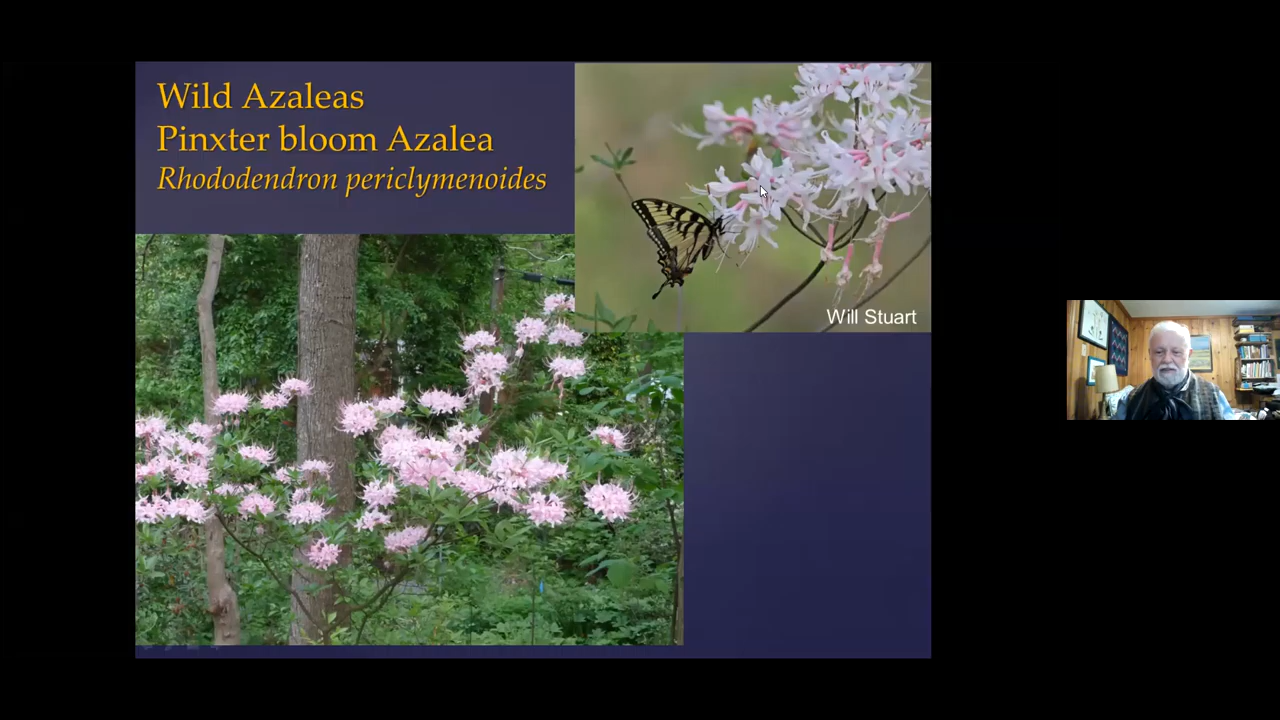 Wild Azaleas
Pinxter bloom Azalea
Rhododendron periclymenoides
Will Stuart